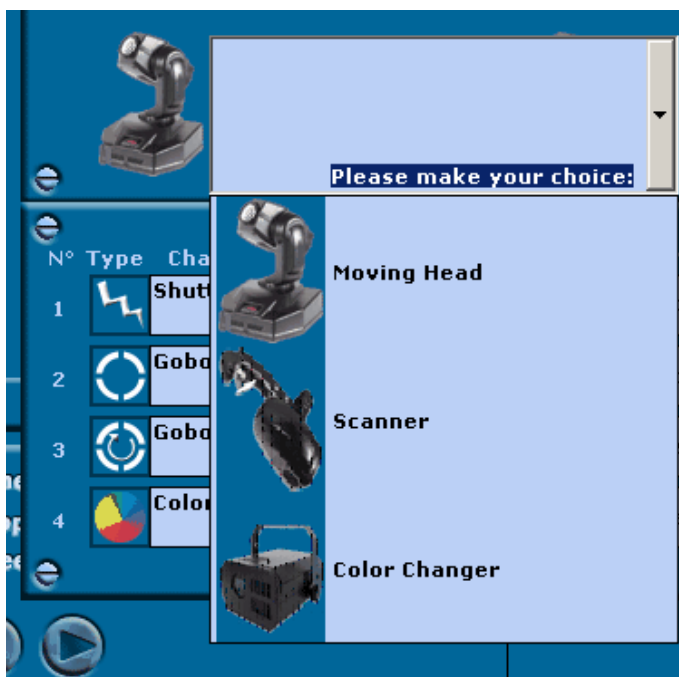 Please make your choice:
Moving Head
Scanner
Color Changer
N° Type
1
2
3
4